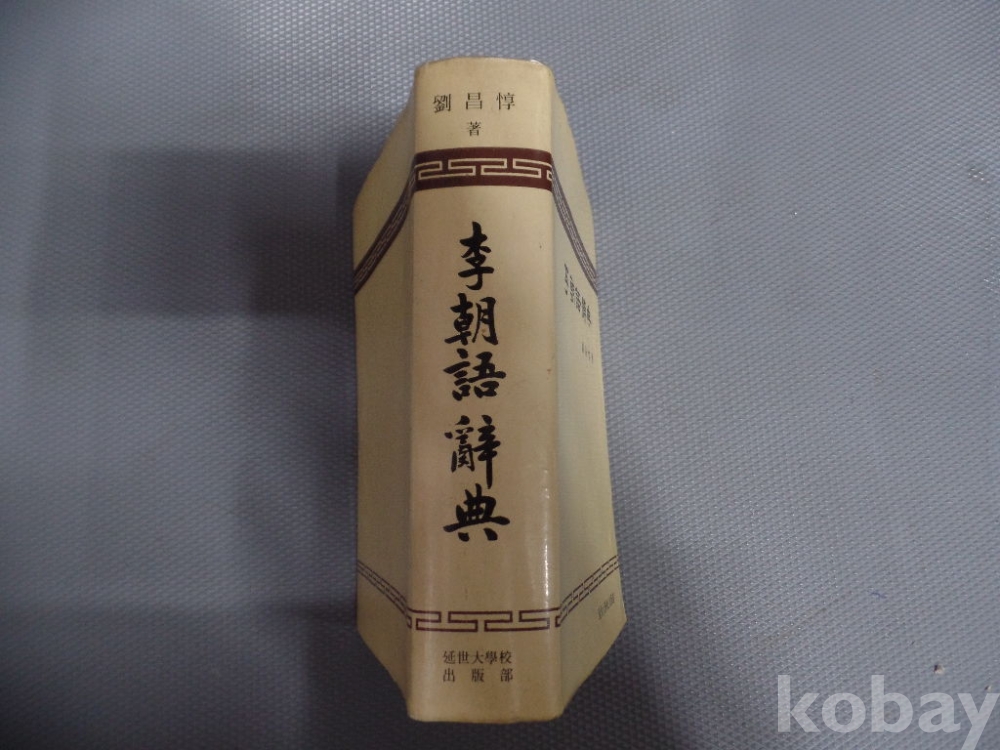 劉昌惇
著
李朝語辭典
延世大學校
出版部
kobay